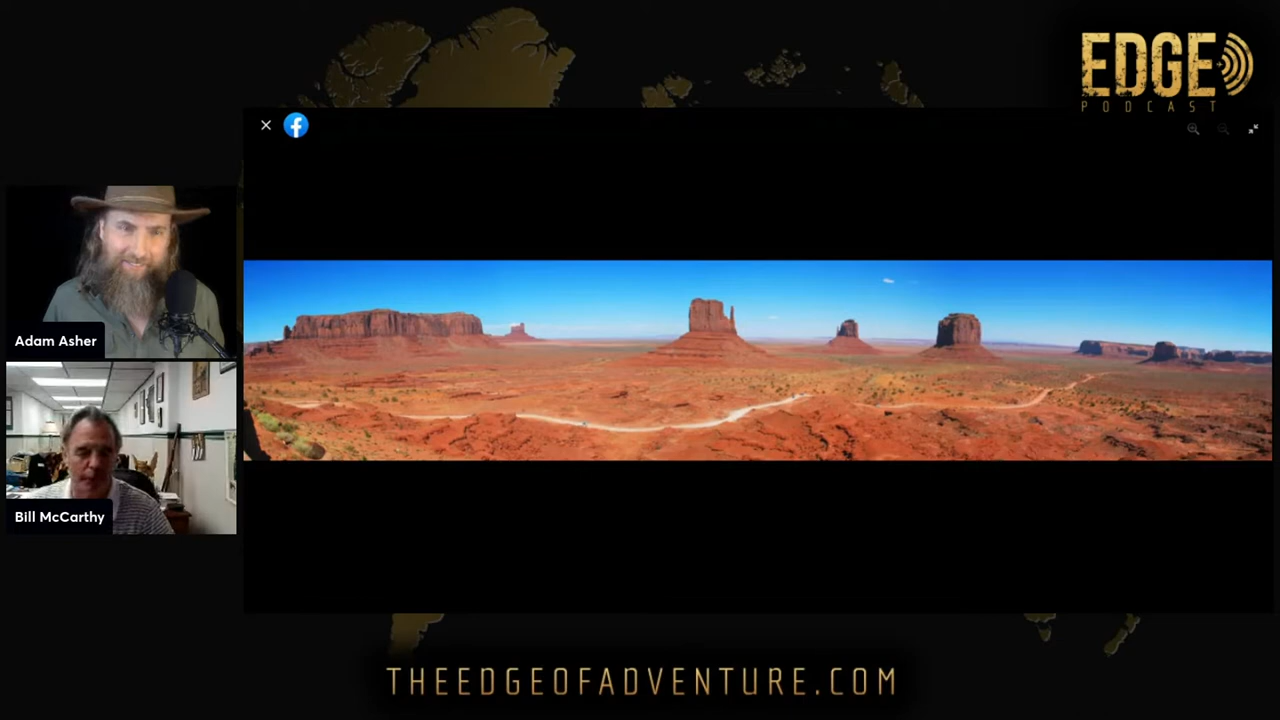 EDGE
PODCAST
Adam Asher
Bill McCarthy
THEEDGEOFADVENTURE.COM